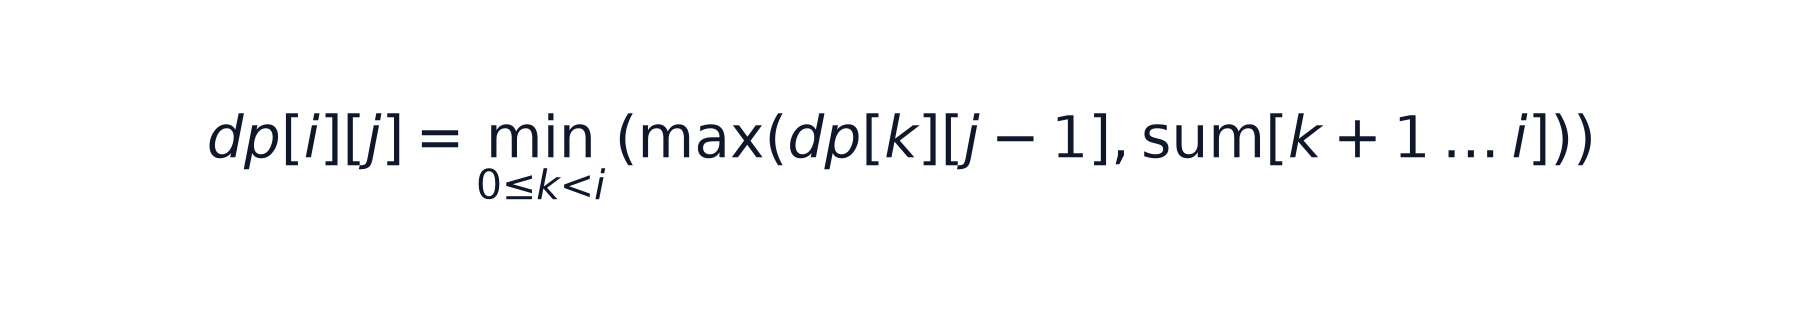 dp[i][j] = min (max(dp[k][j − 1], sum[k + 1 … i]))
0≤k<i